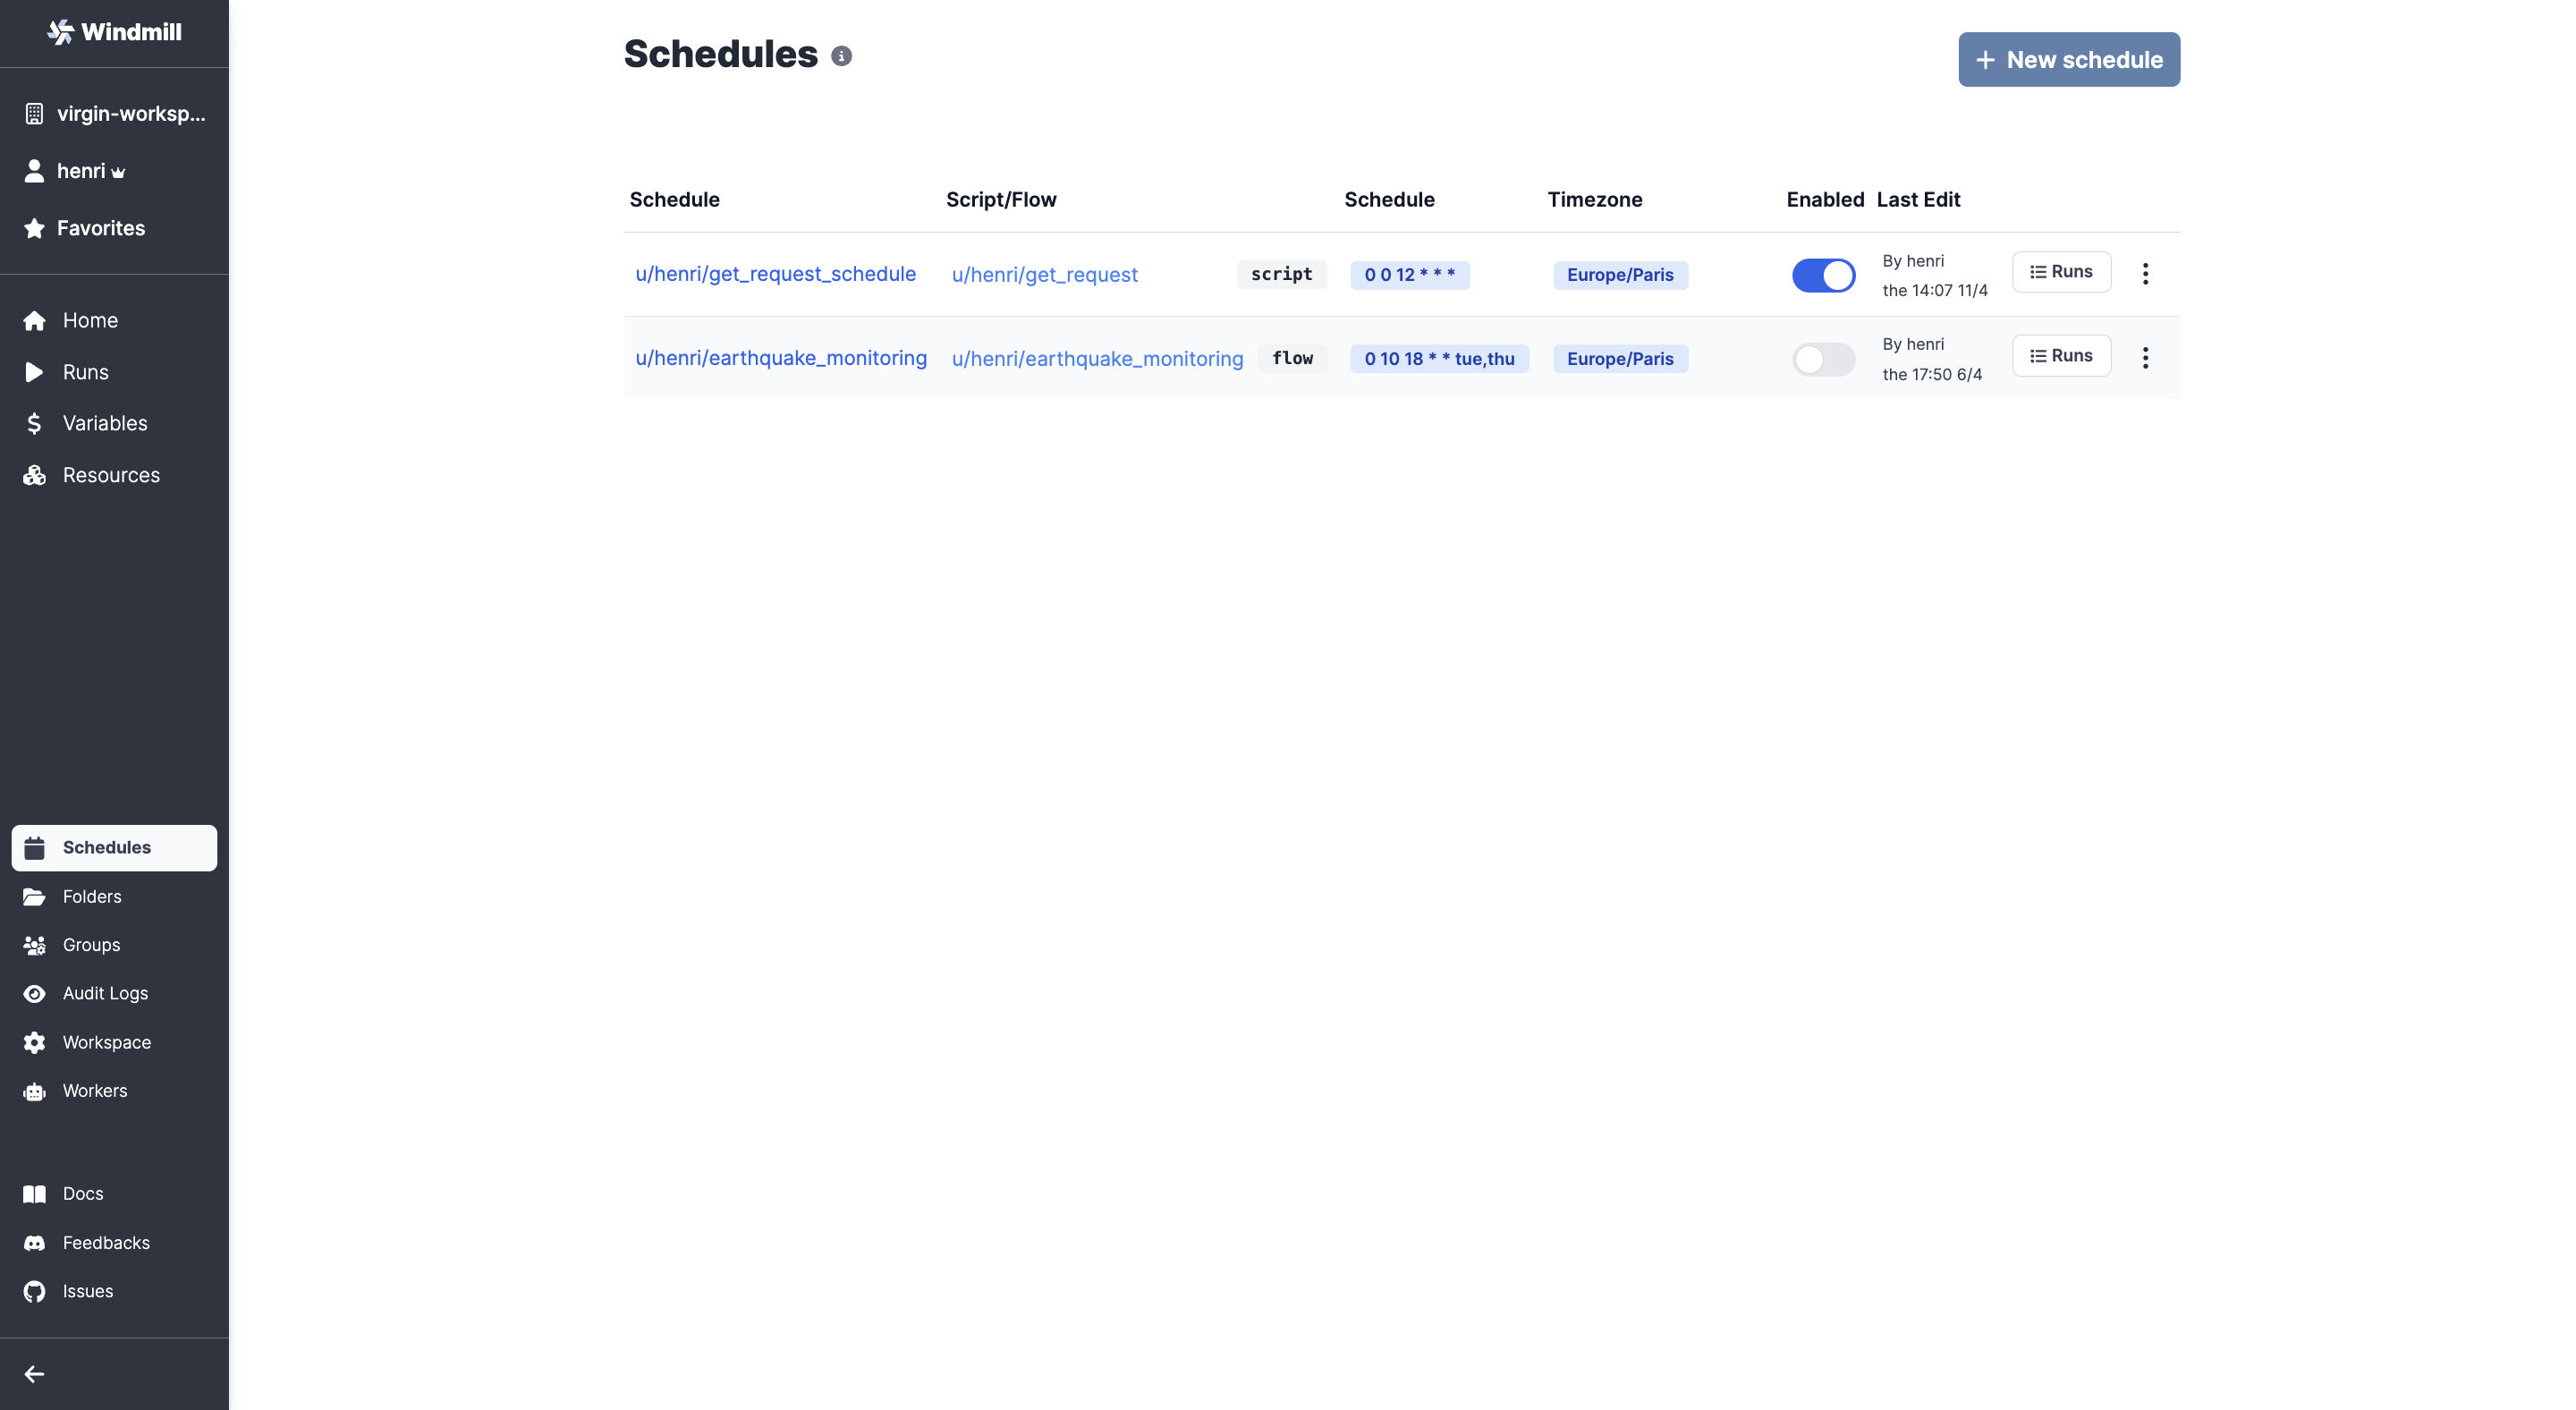 Windmill
virgin-worksp...
henri
Favorites
Home
Runs
Variables
Resources
Schedules
Folders
Groups
Audit Logs
Workspace
Workers
Docs
Feedbacks
Issues
Schedules
New schedule
Schedule Script/Flow Schedule Timezone Enabled Last Edit
u/henri/get_request_schedule u/henri/get_request script 0 0 12 * * * Europe/Paris By henri the 14:07 11/4 Runs
u/henri/earthquake_monitoring u/henri/earthquake_monitoring flow 0 10 18 * * tue,thu Europe/Paris By henri the 17:50 6/4 Runs